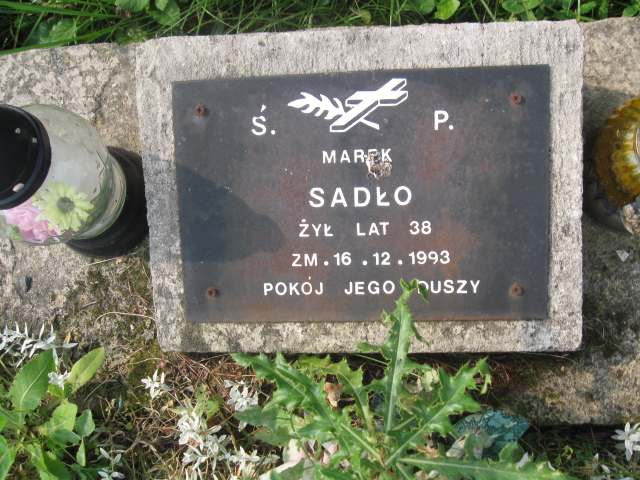 Ś. P.
MAREK
SADŁO
ŻYŁ LAT 38
ZM. 16. 12. 1993
POKÓJ JEGO DUSZY